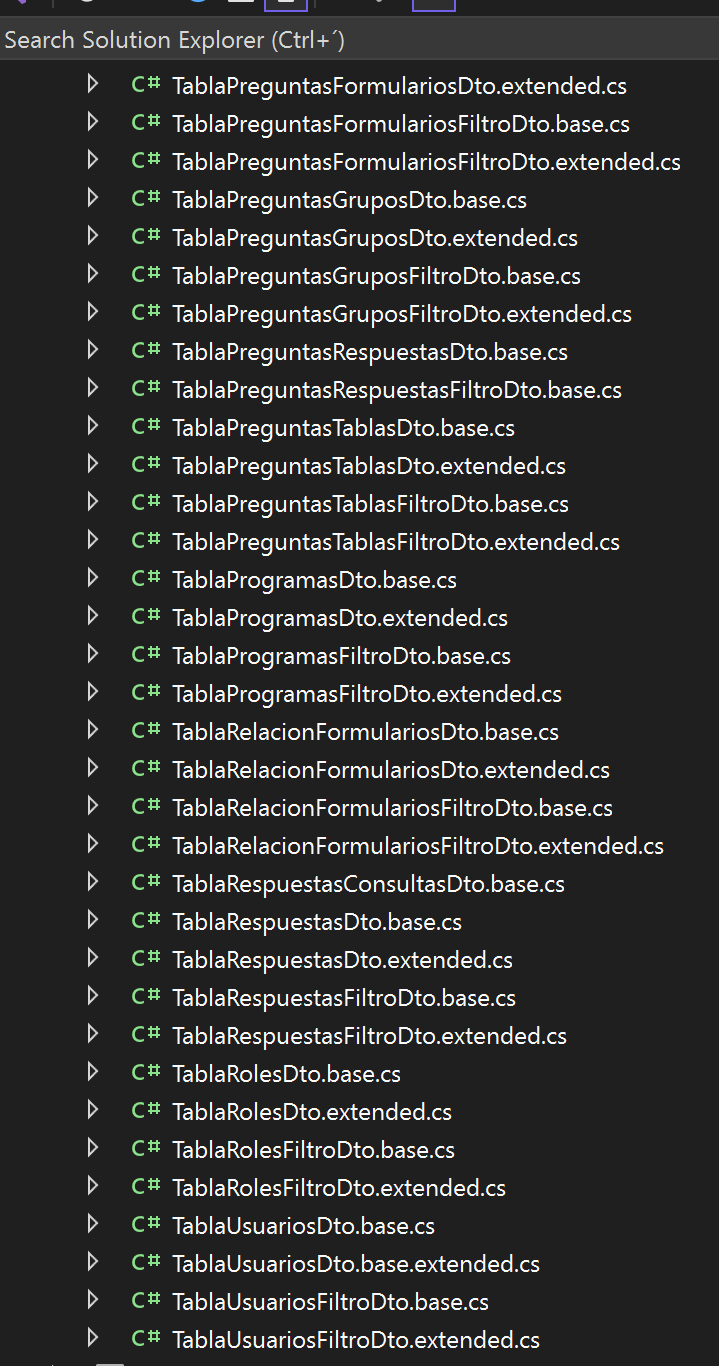 Search Solution Explorer (Ctrl+´)
C# TablaPreguntasFormulariosDto.extended.cs
C# TablaPreguntasFormulariosFiltroDto.base.cs
C# TablaPreguntasFormulariosFiltroDto.extended.cs
C# TablaPreguntasGruposDto.base.cs
C# TablaPreguntasGruposDto.extended.cs
C# TablaPreguntasGruposFiltroDto.base.cs
C# TablaPreguntasGruposFiltroDto.extended.cs
C# TablaPreguntasRespuestasDto.base.cs
C# TablaPreguntasRespuestasFiltroDto.base.cs
C# TablaPreguntasTablasDto.base.cs
C# TablaPreguntasTablasDto.extended.cs
C# TablaPreguntasTablasFiltroDto.base.cs
C# TablaPreguntasTablasFiltroDto.extended.cs
C# TablaProgramasDto.base.cs
C# TablaProgramasDto.extended.cs
C# TablaProgramasFiltroDto.base.cs
C# TablaProgramasFiltroDto.extended.cs
C# TablaRelacionFormulariosDto.base.cs
C# TablaRelacionFormulariosDto.extended.cs
C# TablaRelacionFormulariosFiltroDto.base.cs
C# TablaRelacionFormulariosFiltroDto.extended.cs
C# TablaRespuestasConsultasDto.base.cs
C# TablaRespuestasDto.base.cs
C# TablaRespuestasDto.extended.cs
C# TablaRespuestasFiltroDto.base.cs
C# TablaRespuestasFiltroDto.extended.cs
C# TablaRolesDto.base.cs
C# TablaRolesDto.extended.cs
C# TablaRolesFiltroDto.base.cs
C# TablaRolesFiltroDto.extended.cs
C# TablaUsuariosDto.base.cs
C# TablaUsuariosDto.base.extended.cs
C# TablaUsuariosFiltroDto.base.cs
C# TablaUsuariosFiltroDto.extended.cs